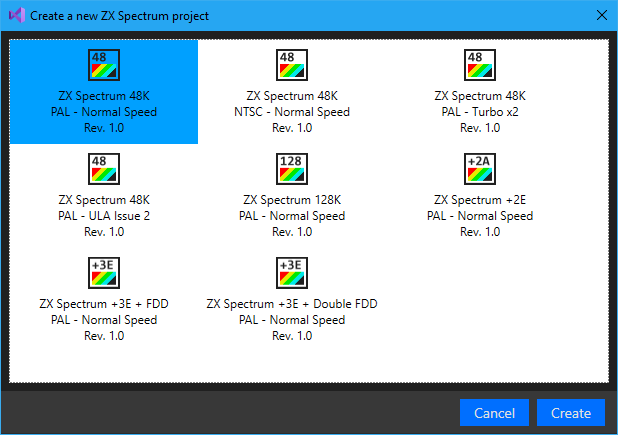 Create a new ZX Spectrum project
48
48
48
ZX Spectrum 48K
PAL - Normal Speed
Rev. 1.0
ZX Spectrum 48K
NTSC - Normal Speed
Rev. 1.0
ZX Spectrum 48K
PAL - Turbo x2
Rev. 1.0
48
128
+2A
ZX Spectrum 48K
PAL - ULA Issue 2
Rev. 1.0
ZX Spectrum 128K
PAL - Normal Speed
Rev. 1.0
ZX Spectrum +2E
PAL - Normal Speed
Rev. 1.0
+3E
+3E
ZX Spectrum +3E + FDD
PAL - Normal Speed
Rev. 1.0
ZX Spectrum +3E + Double FDD
PAL - Normal Speed
Rev. 1.0
Cancel
Create